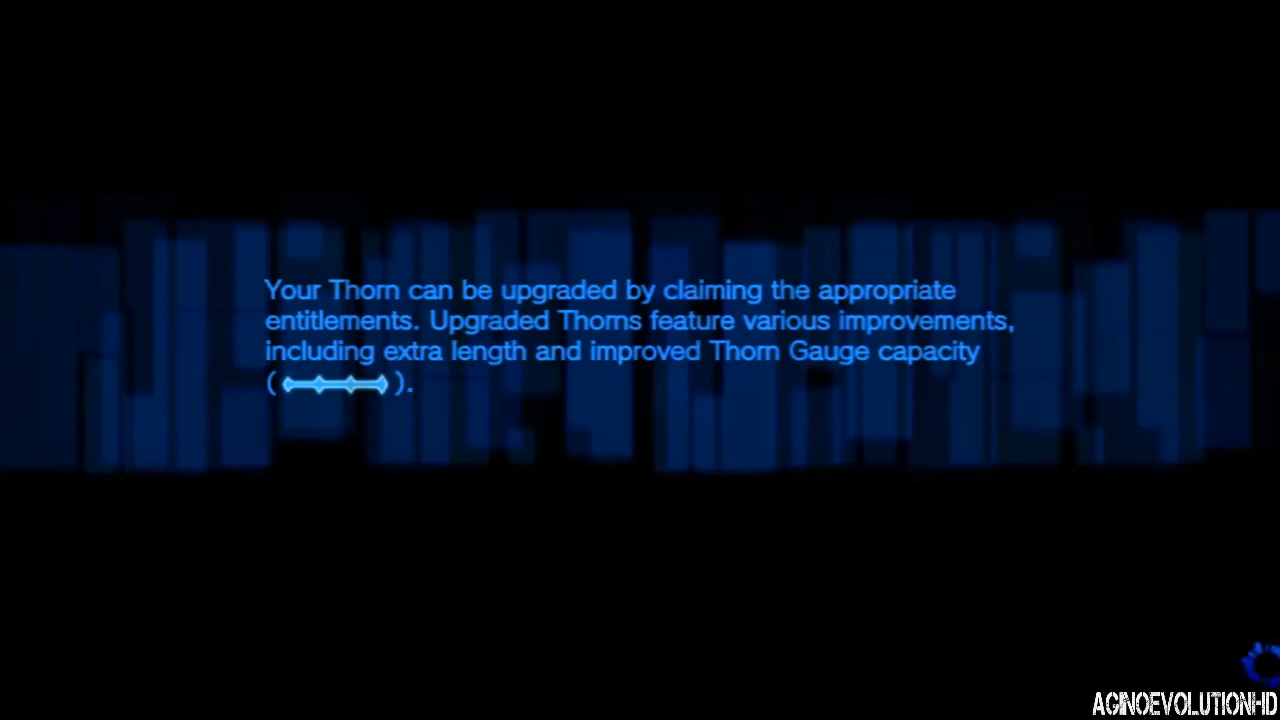 Your Thorn can be upgraded by claiming the appropriate
entitlements. Upgraded Thorns feature various improvements,
including extra length and improved Thorn Gauge capacity
( ).
AGINOEVOLUTIONHD